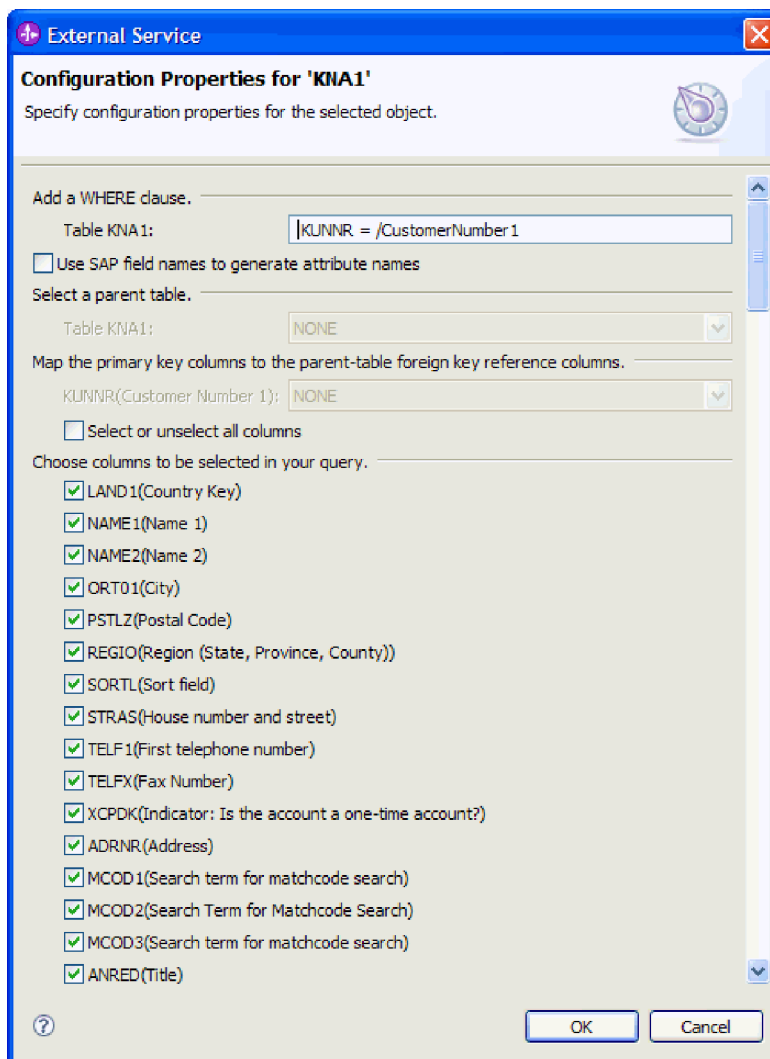 External Service
Configuration Properties for 'KNA1'
Specify configuration properties for the selected object.
Add a WHERE clause.
Table KNA1: KUNNR = /CustomerNumber1
Use SAP field names to generate attribute names
Select a parent table.
Table KNA1: NONE
Map the primary key columns to the parent-table foreign key reference columns.
KUNNR(Customer Number 1): NONE
Select or unselect all columns
Choose columns to be selected in your query.
LAND1(Country Key)
NAME1(Name 1)
NAME2(Name 2)
ORT01(City)
PSTLZ(Postal Code)
REGIO(Region (State, Province, County))
SORTL(Sort field)
STRAS(House number and street)
TELF1(First telephone number)
TELFX(Fax Number)
XCPDK(Indicator: Is the account a one-time account?)
ADRNR(Address)
MCOD1(Search term for matchcode search)
MCOD2(Search Term for Matchcode Search)
MCOD3(Search term for matchcode search)
ANRED(Title)
? OK Cancel